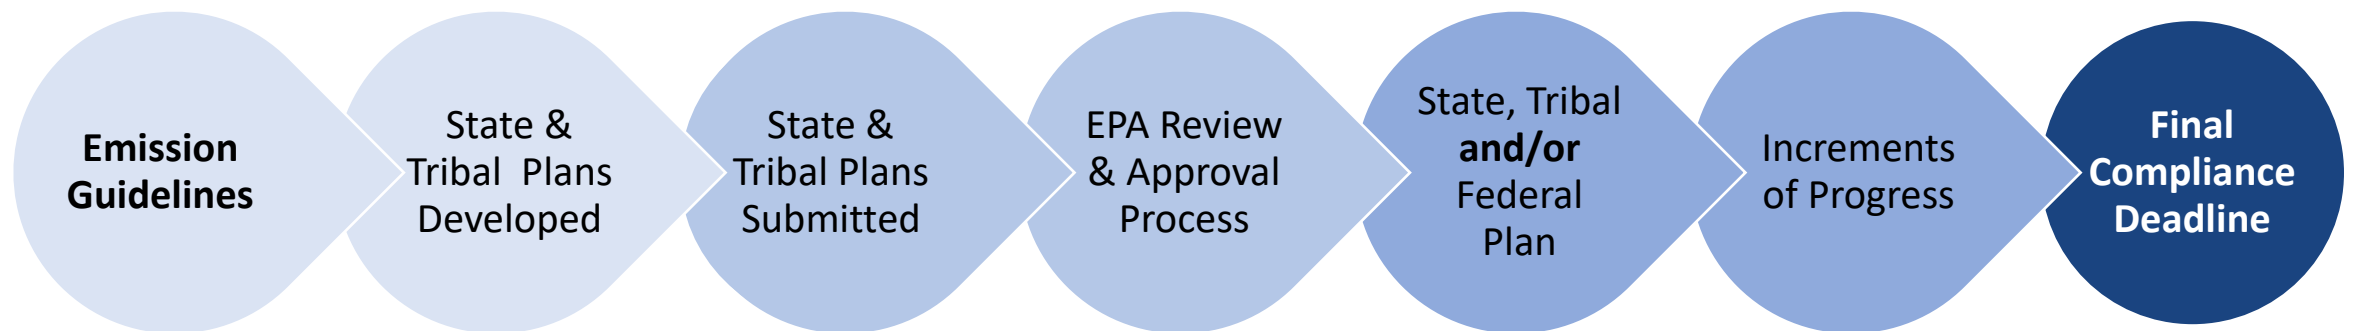 Emission
Guidelines
State &
Tribal  Plans
Developed
State &
Tribal Plans
Submitted
EPA Review
& Approval
Process
State, Tribal
and/or
Federal
Plan
Increments
of Progress
Final
Compliance
Deadline